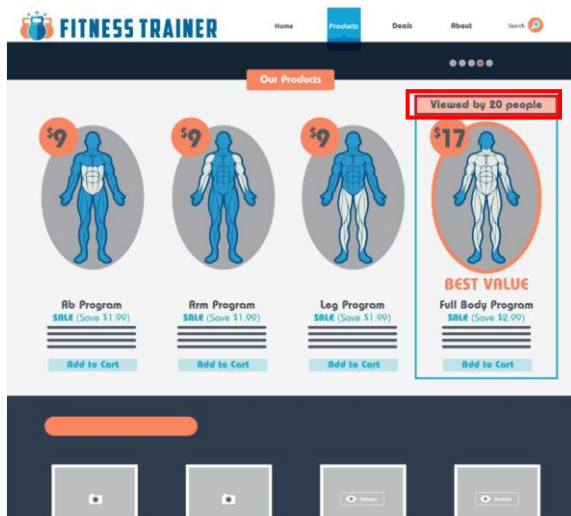 FITNESS TRAINER
Home Products Deals About Search
Our Products
Viewed by 20 people
$9 $9 $9 $17
BEST VALUE
Ab Program Arm Program Leg Program Full Body Program
SALE (Save $1.99) SALE (Save $1.99) SALE (Save $1.99) SALE (Save $2.99)
Add to Cart Add to Cart Add to Cart Add to Cart
Details Details